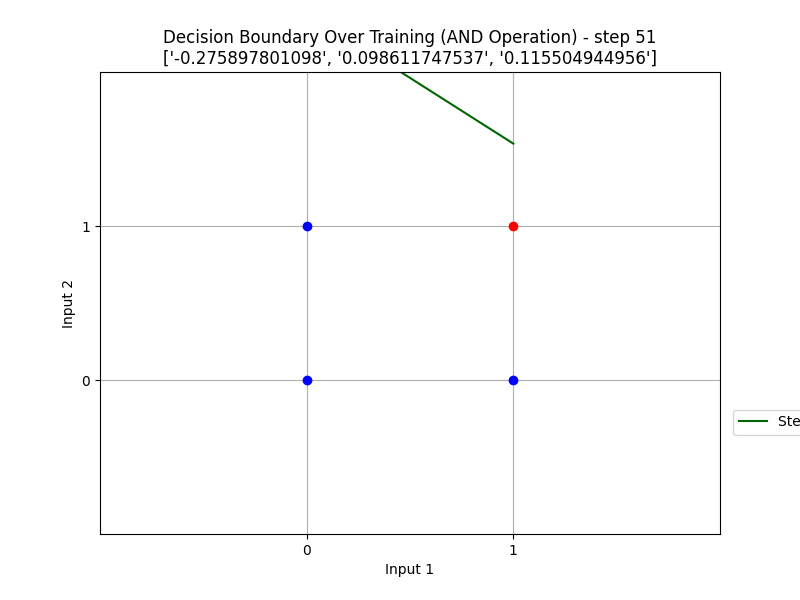 Decision Boundary Over Training (AND Operation) - step 51
['-0.275897801098', '0.098611747537', '0.115504944956']
1
0
Input 2
0 1
Input 1
Ste